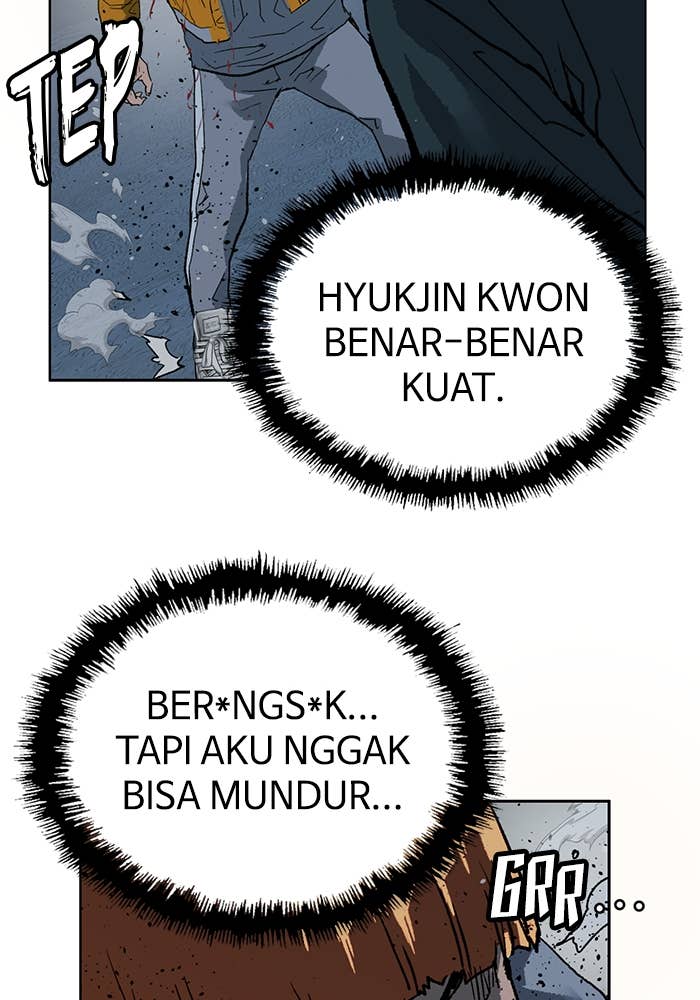 TEP
HYUKJIN KWON
BENAR-BENAR
KUAT.
BER*NGS*K...
TAPI AKU NGGAK
BISA MUNDUR...
GRR...